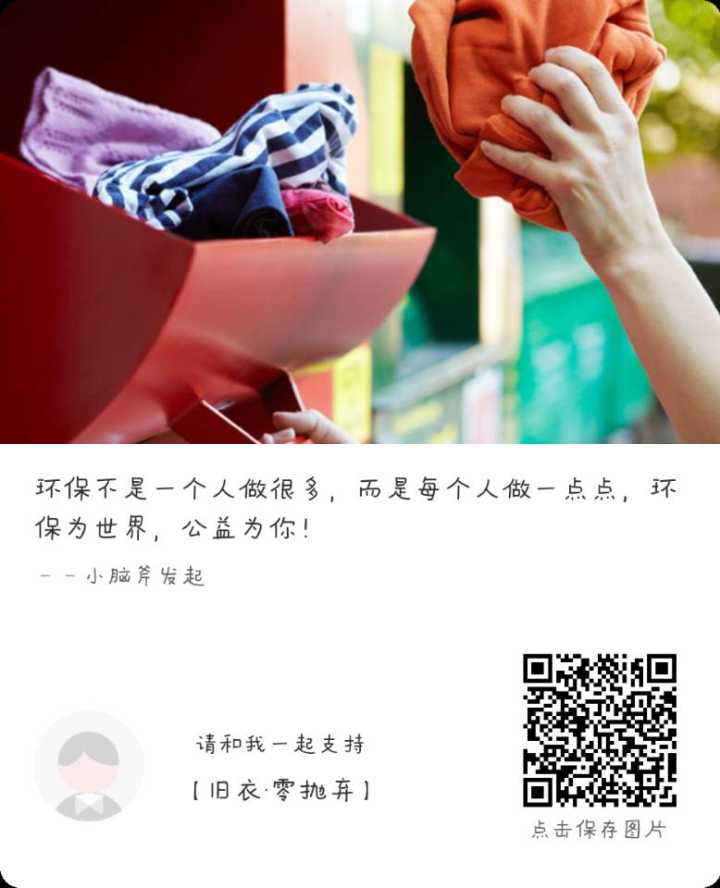 环保不是一个人做很多，而是每个人做一点点，环
保为世界，公益为你！
－－小脑斧发起
请和我一起支持
【旧衣·零抛弃】
点击保存图片